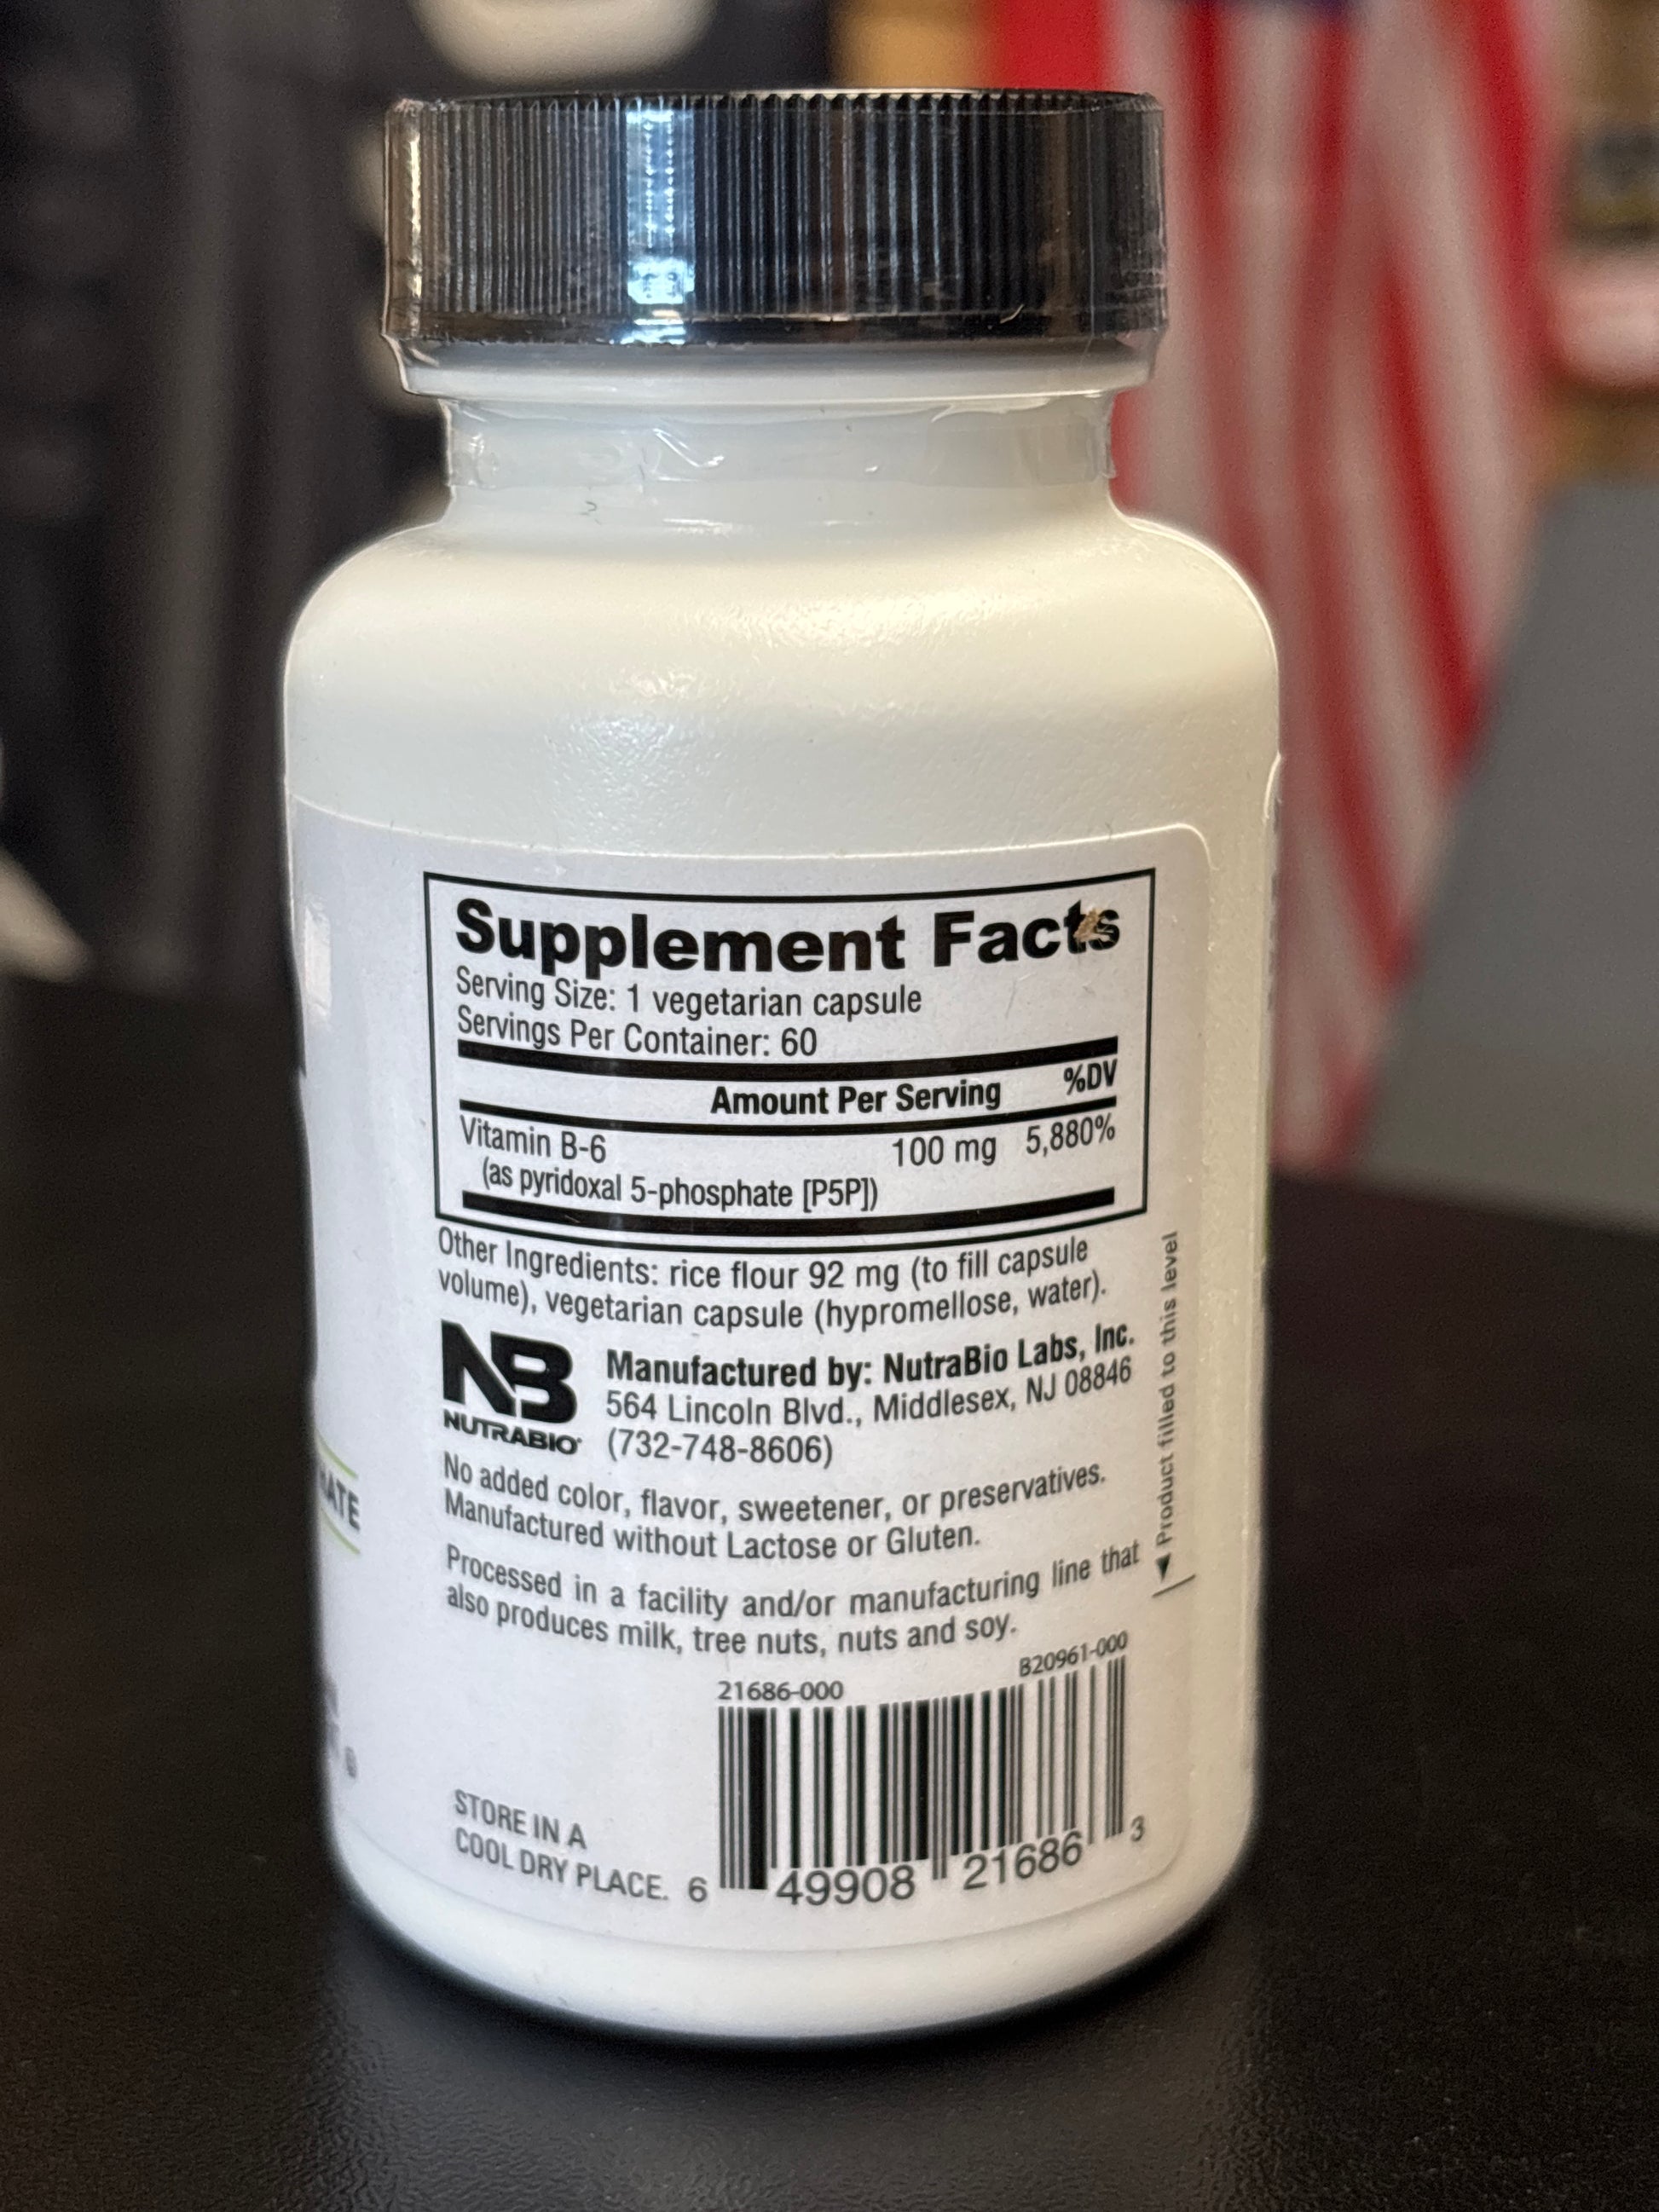 Supplement Facts
Serving Size: 1 vegetarian capsule
Servings Per Container: 60
Amount Per Serving %DV
Vitamin B-6 100 mg 5,880%
(as pyridoxal 5-phosphate [P5P])
Other Ingredients: rice flour 92 mg (to fill capsule
volume), vegetarian capsule (hypromellose, water).
NB
NUTRABIO
Manufactured by: NutraBio Labs, Inc.
564 Lincoln Blvd., Middlesex, NJ 08846
(732-748-8606)
No added color, flavor, sweetener, or preservatives.
Manufactured without Lactose or Gluten.
Processed in a facility and/or manufacturing line that
also produces milk, tree nuts, nuts and soy.
◀ Product filled to this level
21686-000 B20961-000
STORE IN A
COOL DRY PLACE.
6 49908 21686 3